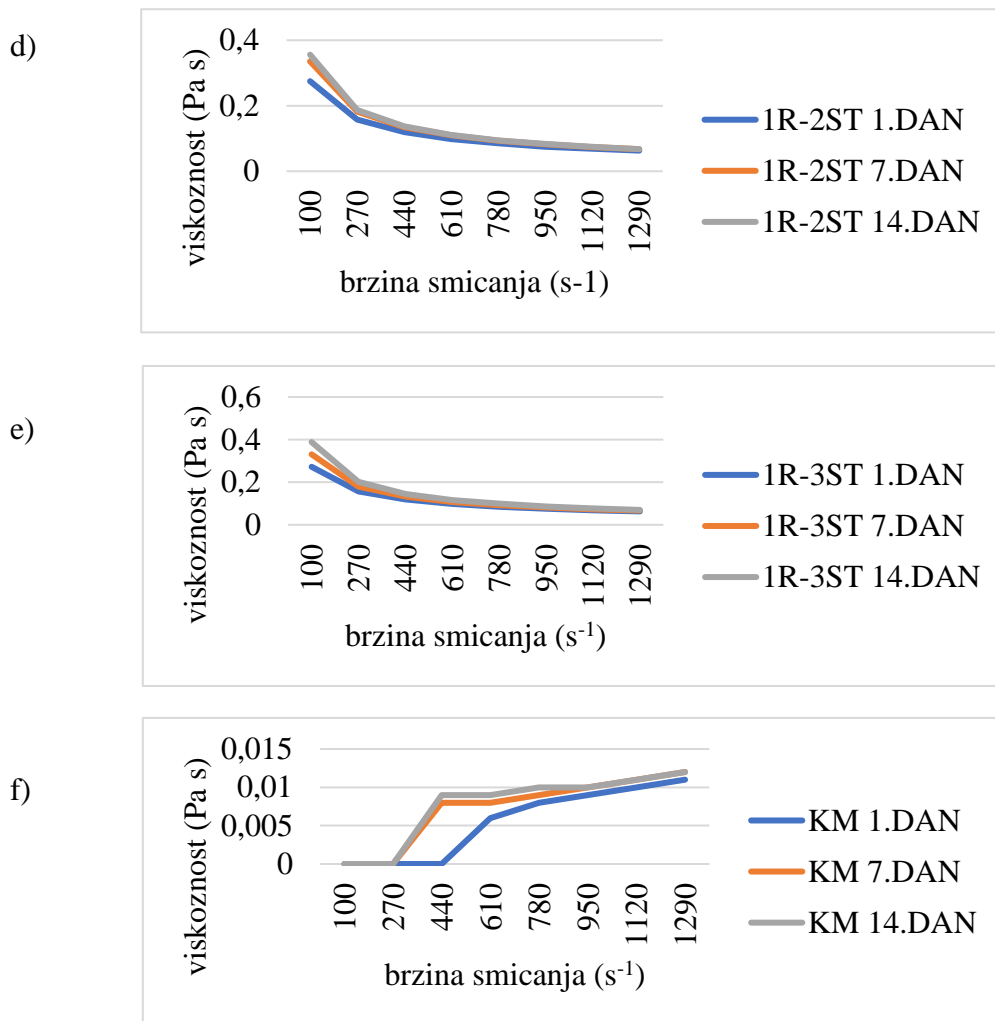 d)
viskoznost (Pa s)
0,4
0,2
0
100 270 440 610 780 950 1120 1290
brzina smicanja (s-1)
1R-2ST 1.DAN
1R-2ST 7.DAN
1R-2ST 14.DAN
e)
viskoznost (Pa s)
0,6
0,4
0,2
0
100 270 440 610 780 950 1120 1290
brzina smicanja (s⁻¹)
1R-3ST 1.DAN
1R-3ST 7.DAN
1R-3ST 14.DAN
f)
viskoznost (Pa s)
0,015
0,01
0,005
0
100 270 440 610 780 950 1120 1290
brzina smicanja (s⁻¹)
KM 1.DAN
KM 7.DAN
KM 14.DAN